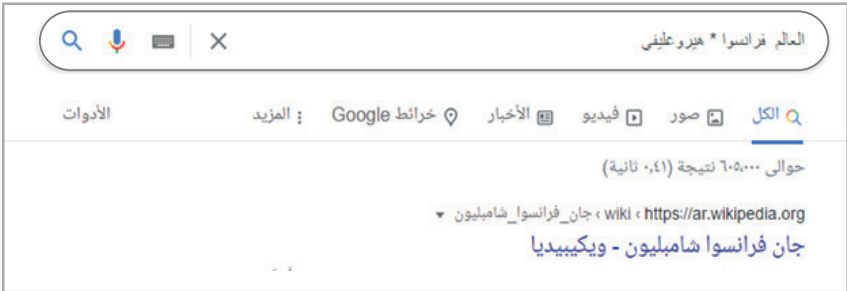 العالم فرانسوا * هيروغليفي
الكل صور فيديو الأخبار خرائط Google المزيد الأدوات
حوالى ٦٠٥,٠٠٠ نتيجة (٠,٤١ ثانية)
https://ar.wikipedia.org › wiki › جان_فرانسوا_شامبليون
جان فرانسوا شامبليون - ويكيبيديا